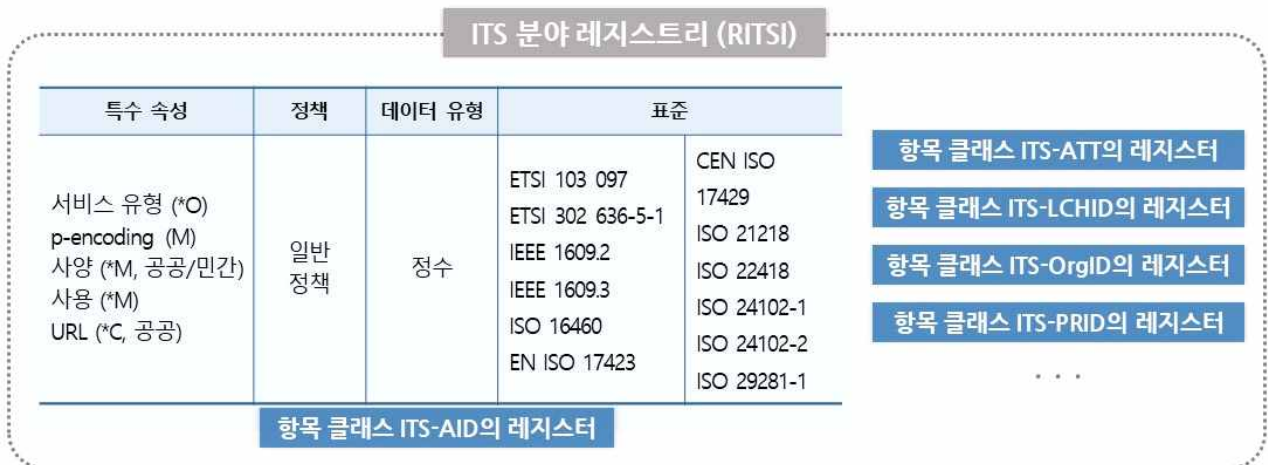 ITS 분야 레지스트리 (RITSI)
특수 속성 정책 데이터 유형 표준
서비스 유형 (*O)
p-encoding (M)
사양 (*M, 공공/민간)
사용 (*M)
URL (*C, 공공)
일반
정책
정수
ETSI 103 097
ETSI 302 636-5-1
IEEE 1609.2
IEEE 1609.3
ISO 16460
EN ISO 17423
CEN ISO
17429
ISO 21218
ISO 22418
ISO 24102-1
ISO 24102-2
ISO 29281-1
항목 클래스 ITS-AID의 레지스터
항목 클래스 ITS-ATT의 레지스터
항목 클래스 ITS-LCHID의 레지스터
항목 클래스 ITS-OrgID의 레지스터
항목 클래스 ITS-PRID의 레지스터
. . .